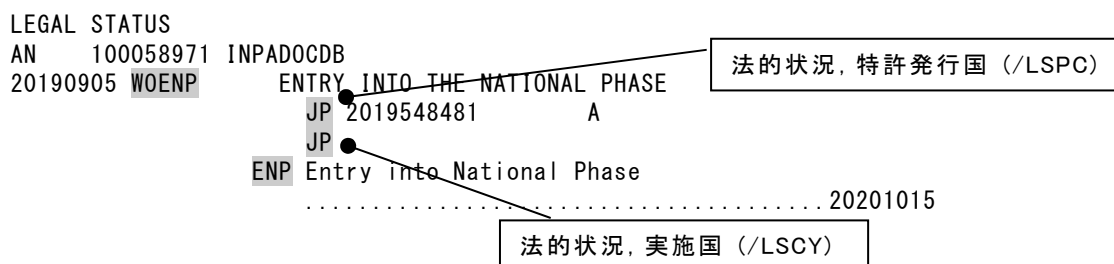 LEGAL STATUS
AN 100058971 INPADOCDB
20190905 WOENP ENTRY INTO THE NATIONAL PHASE
法的状況, 特許発行国 (/LSPC)
JP 2019548481 A
JP
ENP Entry into National Phase
.......................................20201015
法的状況, 実施国 (/LSCY)